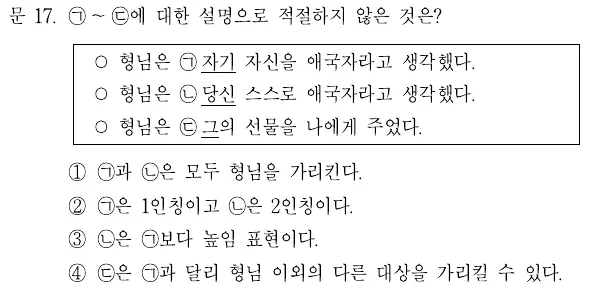 문 17. ㉠ ~ ㉢에 대한 설명으로 적절하지 않은 것은?
○ 형님은 ㉠ 자기 자신을 애국자라고 생각했다.
○ 형님은 ㉡ 당신 스스로 애국자라고 생각했다.
○ 형님은 ㉢ 그의 선물을 나에게 주었다.
① ㉠과 ㉡은 모두 형님을 가리킨다.
② ㉠은 1인칭이고 ㉡은 2인칭이다.
③ ㉡은 ㉠보다 높임 표현이다.
④ ㉢은 ㉠과 달리 형님 이외의 다른 대상을 가리킬 수 있다.